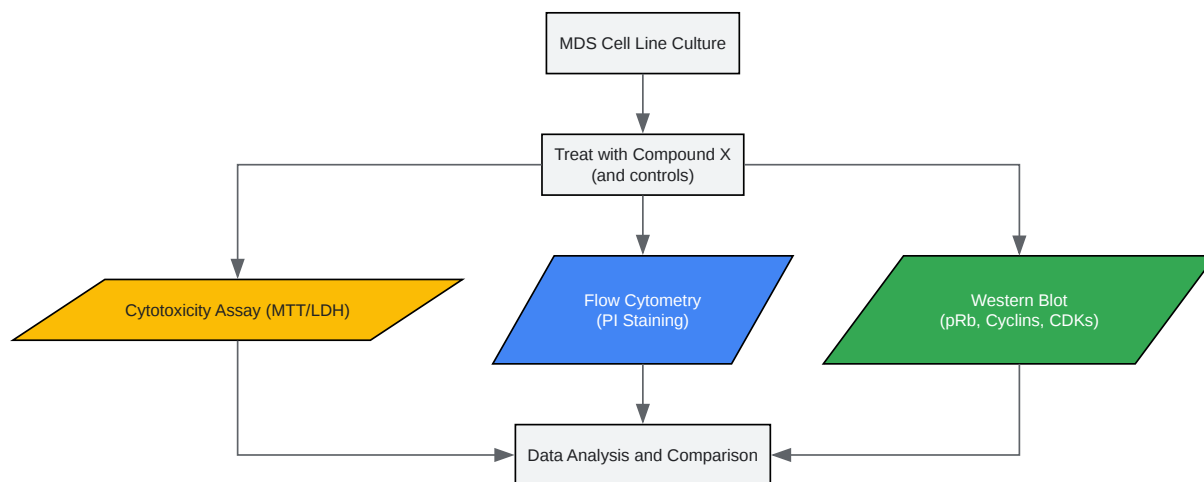 MDS Cell Line Culture
Treat with Compound X
(and controls)
Cytotoxicity Assay (MTT/LDH)
Flow Cytometry
(PI Staining)
Western Blot
(pRb, Cyclins, CDKs)
Data Analysis and Comparison